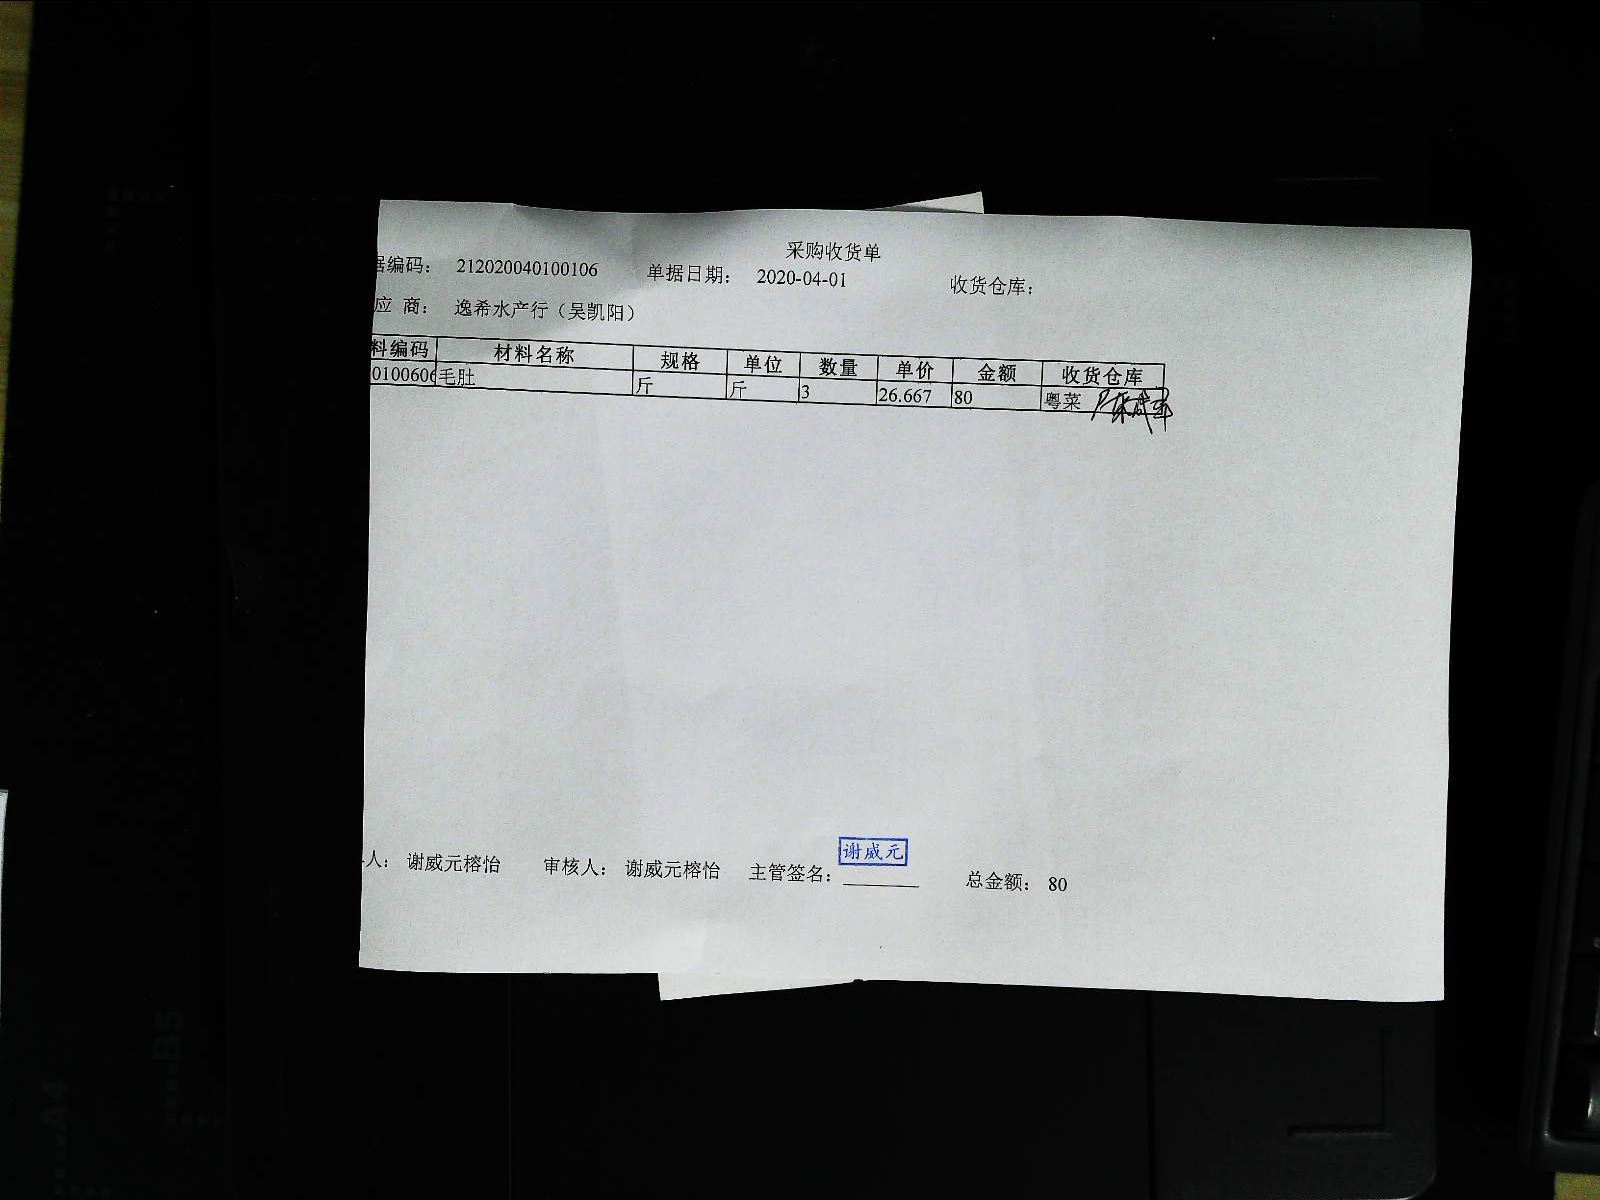 采购收货单
据编码： 212020040100106 单据日期： 2020-04-01 收货仓库：
应 商： 逸希水产行（吴凯阳）
料编码 材料名称 规格 单位 数量 单价 金额 收货仓库
0100606 毛肚 斤 斤 3 26.667 80 粤菜
人： 谢威元榕怡 审核人： 谢威元榕怡 主管签名： 谢威元 总金额： 80
B5
A4